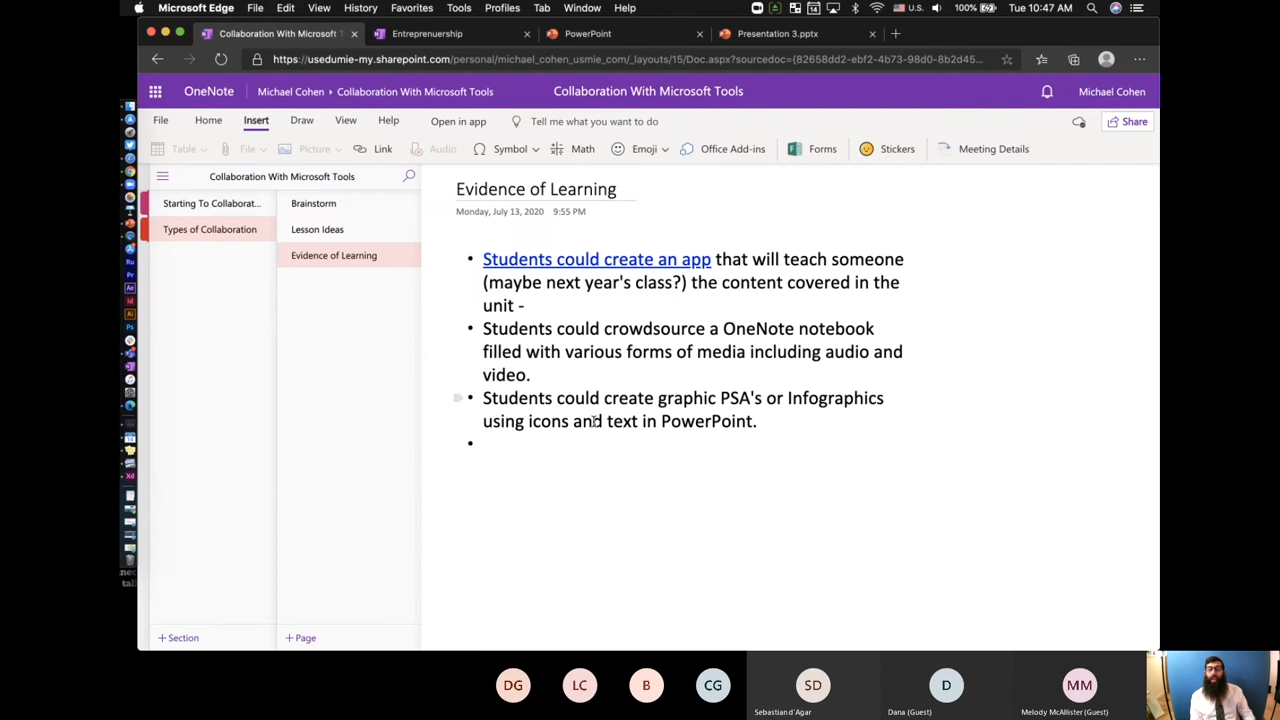 Microsoft Edge File Edit View History Favorites Tools Profiles Tab Window Help
U.S. 100% Tue 10:47 AM
Collaboration With Microsoft T
Entreprenuership
PowerPoint
Presentation 3.pptx
https://usedumie-my.sharepoint.com/personal/michael_cohen_usmie_com/_layouts/15/Doc.aspx?sourcedoc={82658dd2-ebf2-4b73-98d0-8b2d45...
OneNote Michael Cohen › Collaboration With Microsoft Tools Collaboration With Microsoft Tools Michael Cohen
File Home Insert Draw View Help Open in app Tell me what you want to do Share
Table File Picture Link Audio Symbol Math Emoji Office Add-ins Forms Stickers Meeting Details
Collaboration With Microsoft Tools
Starting To Collaborat...
Types of Collaboration
Brainstorm
Lesson Ideas
Evidence of Learning
Evidence of Learning
Monday, July 13, 2020 9:55 PM
• Students could create an app that will teach someone
(maybe next year's class?) the content covered in the
unit -
• Students could crowdsource a OneNote notebook
filled with various forms of media including audio and
video.
• Students could create graphic PSA's or Infographics
using icons and text in PowerPoint.
•
+ Section + Page
Ru
Pr
Ae
Id
Ai
Ps
Xd
DG LC B CG SD D MM
Sebastian d'Agar Dana (Guest) Melody McAllister (Guest)